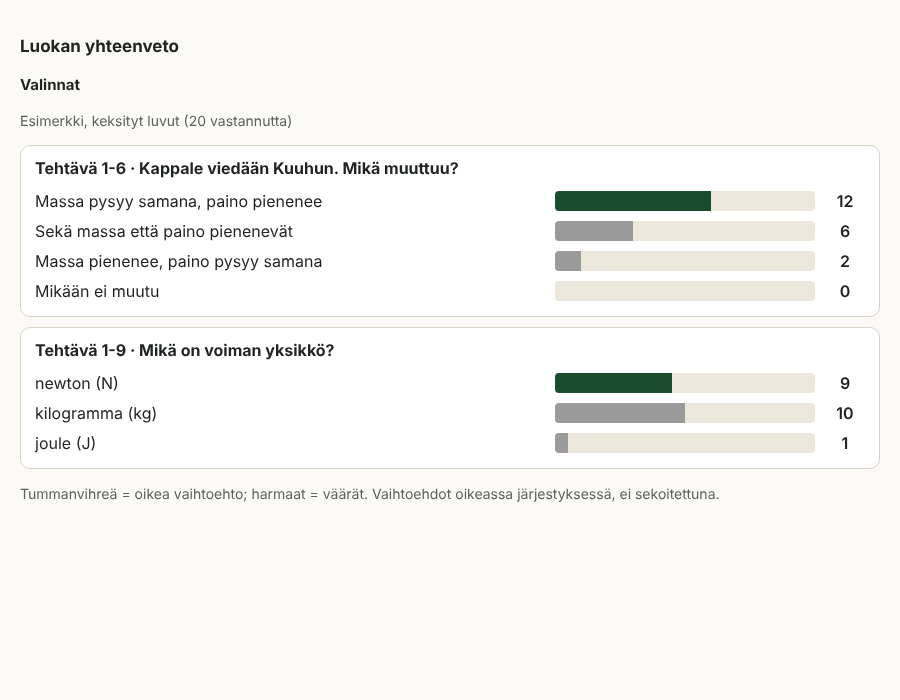 Luokan yhteenveto
Valinnat
Esimerkki, keksityt luvut (20 vastannutta)
Tehtävä 1-6 · Kappale viedään Kuuhun. Mikä muuttuu?
Massa pysyy samana, paino pienenee 12
Sekä massa että paino pienenevät 6
Massa pienenee, paino pysyy samana 2
Mikään ei muutu 0
Tehtävä 1-9 · Mikä on voiman yksikkö?
newton (N) 9
kilogramma (kg) 10
joule (J) 1
Tummanvihreä = oikea vaihtoehto; harmaat = väärät. Vaihtoehdot oikeassa järjestyksessä, ei sekoitettuna.